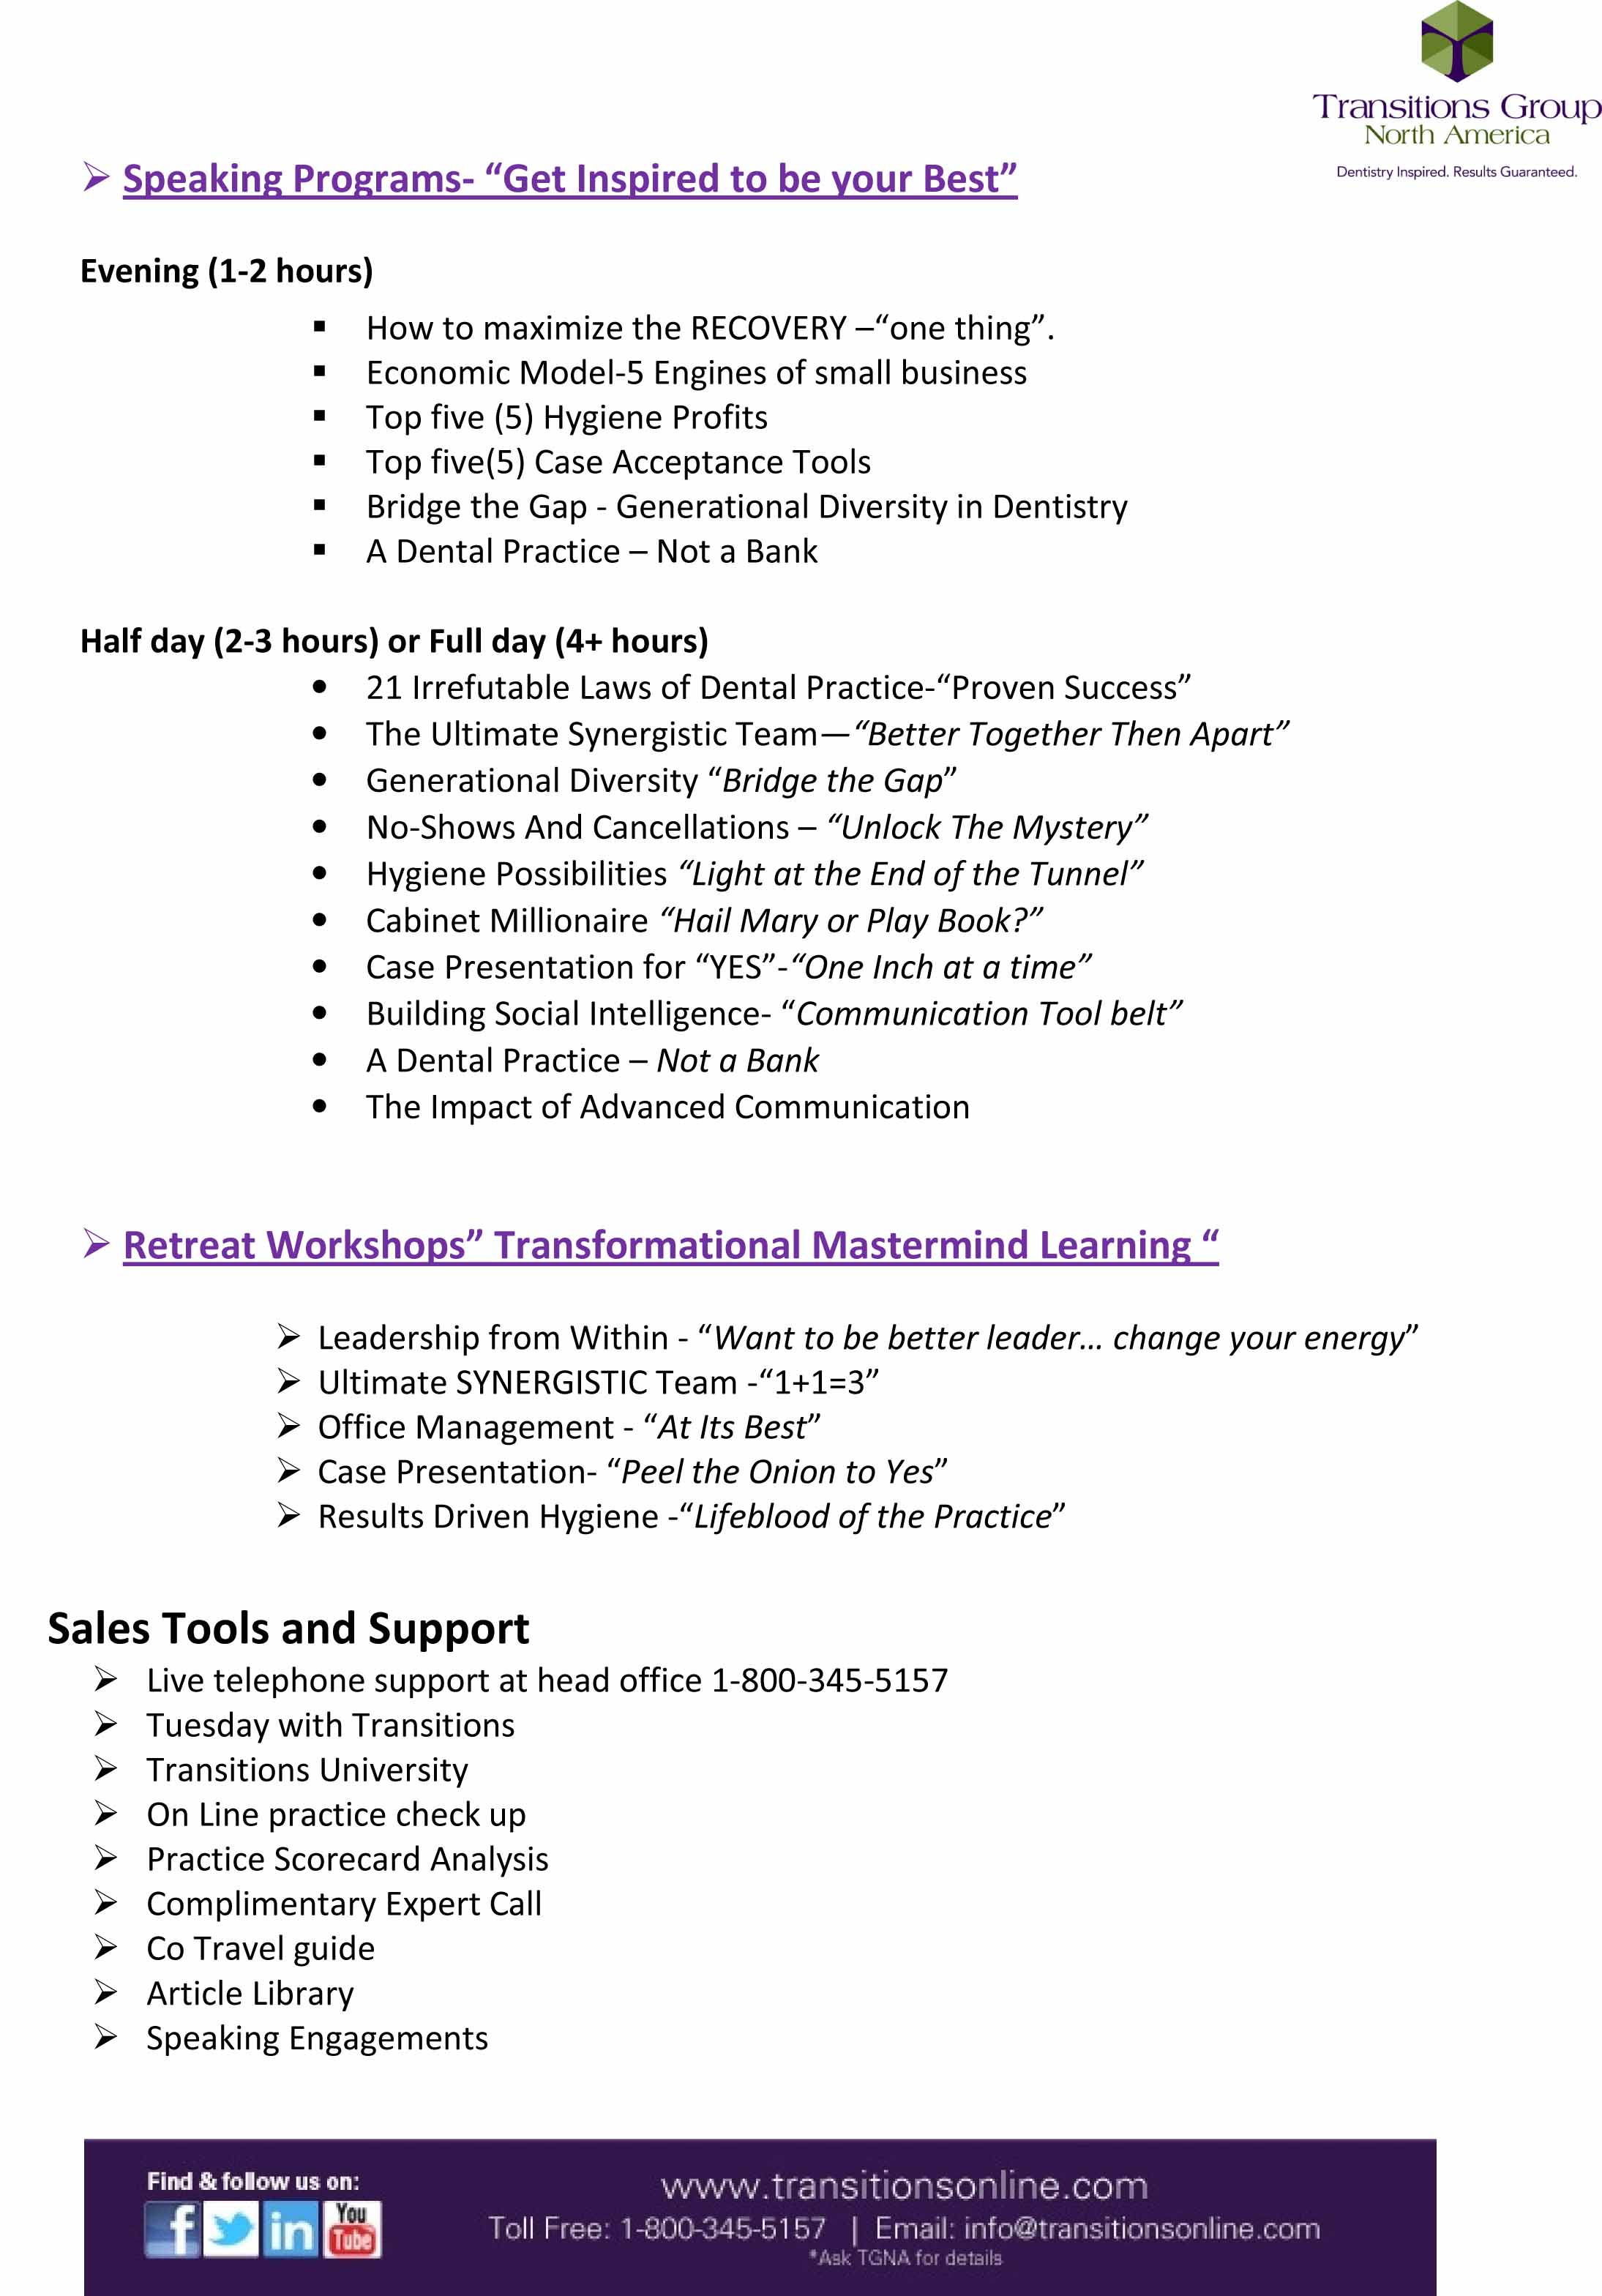 Transitions Group
North America
Dentistry Inspired. Results Guaranteed.
➢ Speaking Programs- “Get Inspired to be your Best”
Evening (1-2 hours)
▪ How to maximize the RECOVERY –“one thing”.
▪ Economic Model-5 Engines of small business
▪ Top five (5) Hygiene Profits
▪ Top five(5) Case Acceptance Tools
▪ Bridge the Gap - Generational Diversity in Dentistry
▪ A Dental Practice – Not a Bank
Half day (2-3 hours) or Full day (4+ hours)
• 21 Irrefutable Laws of Dental Practice-“Proven Success”
• The Ultimate Synergistic Team—“Better Together Then Apart”
• Generational Diversity “Bridge the Gap”
• No-Shows And Cancellations – “Unlock The Mystery”
• Hygiene Possibilities “Light at the End of the Tunnel”
• Cabinet Millionaire “Hail Mary or Play Book?”
• Case Presentation for “YES”-“One Inch at a time”
• Building Social Intelligence- “Communication Tool belt”
• A Dental Practice – Not a Bank
• The Impact of Advanced Communication
➢ Retreat Workshops” Transformational Mastermind Learning “
➢ Leadership from Within - “Want to be better leader… change your energy”
➢ Ultimate SYNERGISTIC Team -“1+1=3”
➢ Office Management - “At Its Best”
➢ Case Presentation- “Peel the Onion to Yes”
➢ Results Driven Hygiene -“Lifeblood of the Practice”
Sales Tools and Support
➢ Live telephone support at head office 1-800-345-5157
➢ Tuesday with Transitions
➢ Transitions University
➢ On Line practice check up
➢ Practice Scorecard Analysis
➢ Complimentary Expert Call
➢ Co Travel guide
➢ Article Library
➢ Speaking Engagements
Find & follow us on:
f in You Tube
www.transitionsonline.com
Toll Free: 1-800-345-5157 | Email: info@transitionsonline.com
*Ask TGNA for details